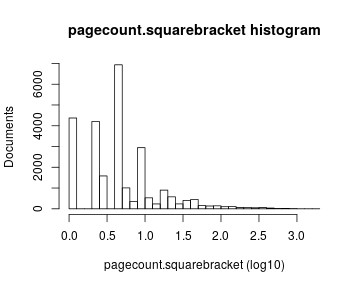 pagecount.squarebracket histogram
Documents
6000
4000
2000
0
0.0 0.5 1.0 1.5 2.0 2.5 3.0
pagecount.squarebracket (log10)